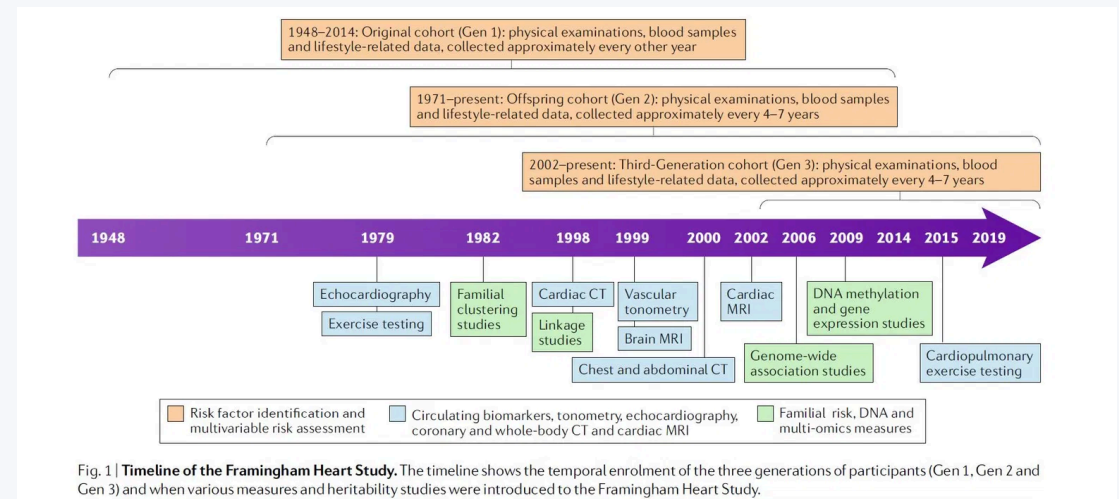 1948–2014: Original cohort (Gen 1): physical examinations, blood samples
and lifestyle-related data, collected approximately every other year
1971–present: Offspring cohort (Gen 2): physical examinations, blood samples
and lifestyle-related data, collected approximately every 4–7 years
2002–present: Third-Generation cohort (Gen 3): physical examinations, blood
samples and lifestyle-related data, collected approximately every 4–7 years
1948 1971 1979 1982 1998 1999 2000 2002 2006 2009 2014 2015 2019
Echocardiography
Exercise testing
Familial
clustering
studies
Cardiac CT
Linkage
studies
Vascular
tonometry
Brain MRI
Chest and abdominal CT
Cardiac
MRI
Genome-wide
association studies
DNA methylation
and gene
expression studies
Cardiopulmonary
exercise testing
Risk factor identification and
multivariable risk assessment
Circulating biomarkers, tonometry, echocardiography,
coronary and whole-body CT and cardiac MRI
Familial risk, DNA and
multi-omics measures
Fig. 1 | Timeline of the Framingham Heart Study. The timeline shows the temporal enrolment of the three generations of participants (Gen 1, Gen 2 and
Gen 3) and when various measures and heritability studies were introduced to the Framingham Heart Study.